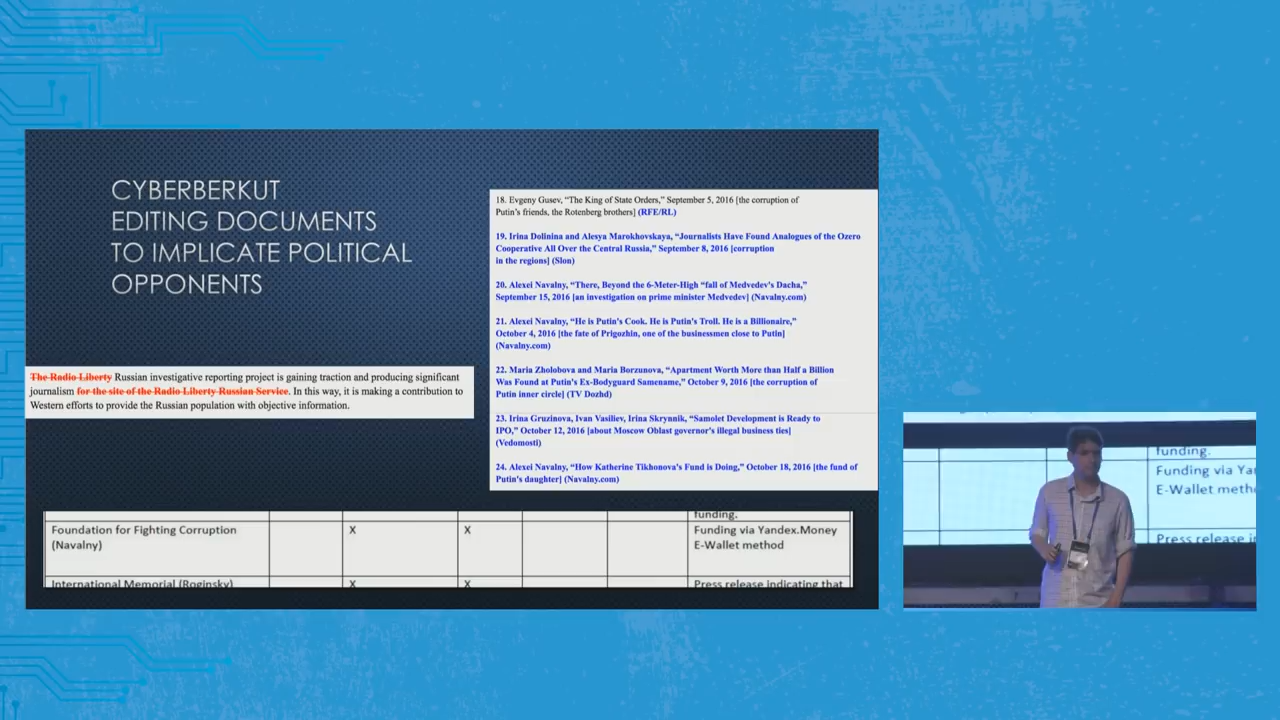 CYBERBERKUT
EDITING DOCUMENTS
TO IMPLICATE POLITICAL
OPPONENTS
The Radio Liberty Russian investigative reporting project is gaining traction and producing significant
journalism for the site of the Radio Liberty Russian Service. In this way, it is making a contribution to
Western efforts to provide the Russian population with objective information.
18. Evgeny Gusev, “The King of State Orders,” September 5, 2016 [the corruption of
Putin’s friends, the Rotenberg brothers] (RFE/RL)
19. Irina Dolinina and Alesya Marokhovskaya, “Journalists Have Found Analogues of the Ozero
Cooperative All Over the Central Russia,” September 8, 2016 [corruption
in the regions] (Slon)
20. Alexei Navalny, “There, Beyond the 6-Meter-High “fall of Medvedev’s Dacha,”
September 15, 2016 [an investigation on prime minister Medvedev] (Navalny.com)
21. Alexei Navalny, “He is Putin’s Cook. He is Putin’s Troll. He is a Billionaire,”
October 4, 2016 [the fate of Prigozhin, one of the businessmen close to Putin]
(Navalny.com)
22. Maria Zholobova and Maria Borzunova, “Apartment Worth More than Half a Billion
Was Found at Putin’s Ex-Bodyguard Samename,” October 9, 2016 [the corruption of
Putin inner circle] (TV Dozhd)
23. Irina Gruzinova, Ivan Vasiliev, Irina Skrynnik, “Samolet Development is Ready to
IPO,” October 12, 2016 [about Moscow Oblast governor’s illegal business ties]
(Vedomosti)
24. Alexei Navalny, “How Katherine Tikhonova’s Fund is Doing,” October 18, 2016 [the fund of
Putin’s daughter] (Navalny.com)
funding.
Foundation for Fighting Corruption X X Funding via Yandex.Money
(Navalny) E-Wallet method
International Memorial (Roginsky) X X Press release indicating that
funding.
Funding via Yan
E-Wallet meth
Press release i